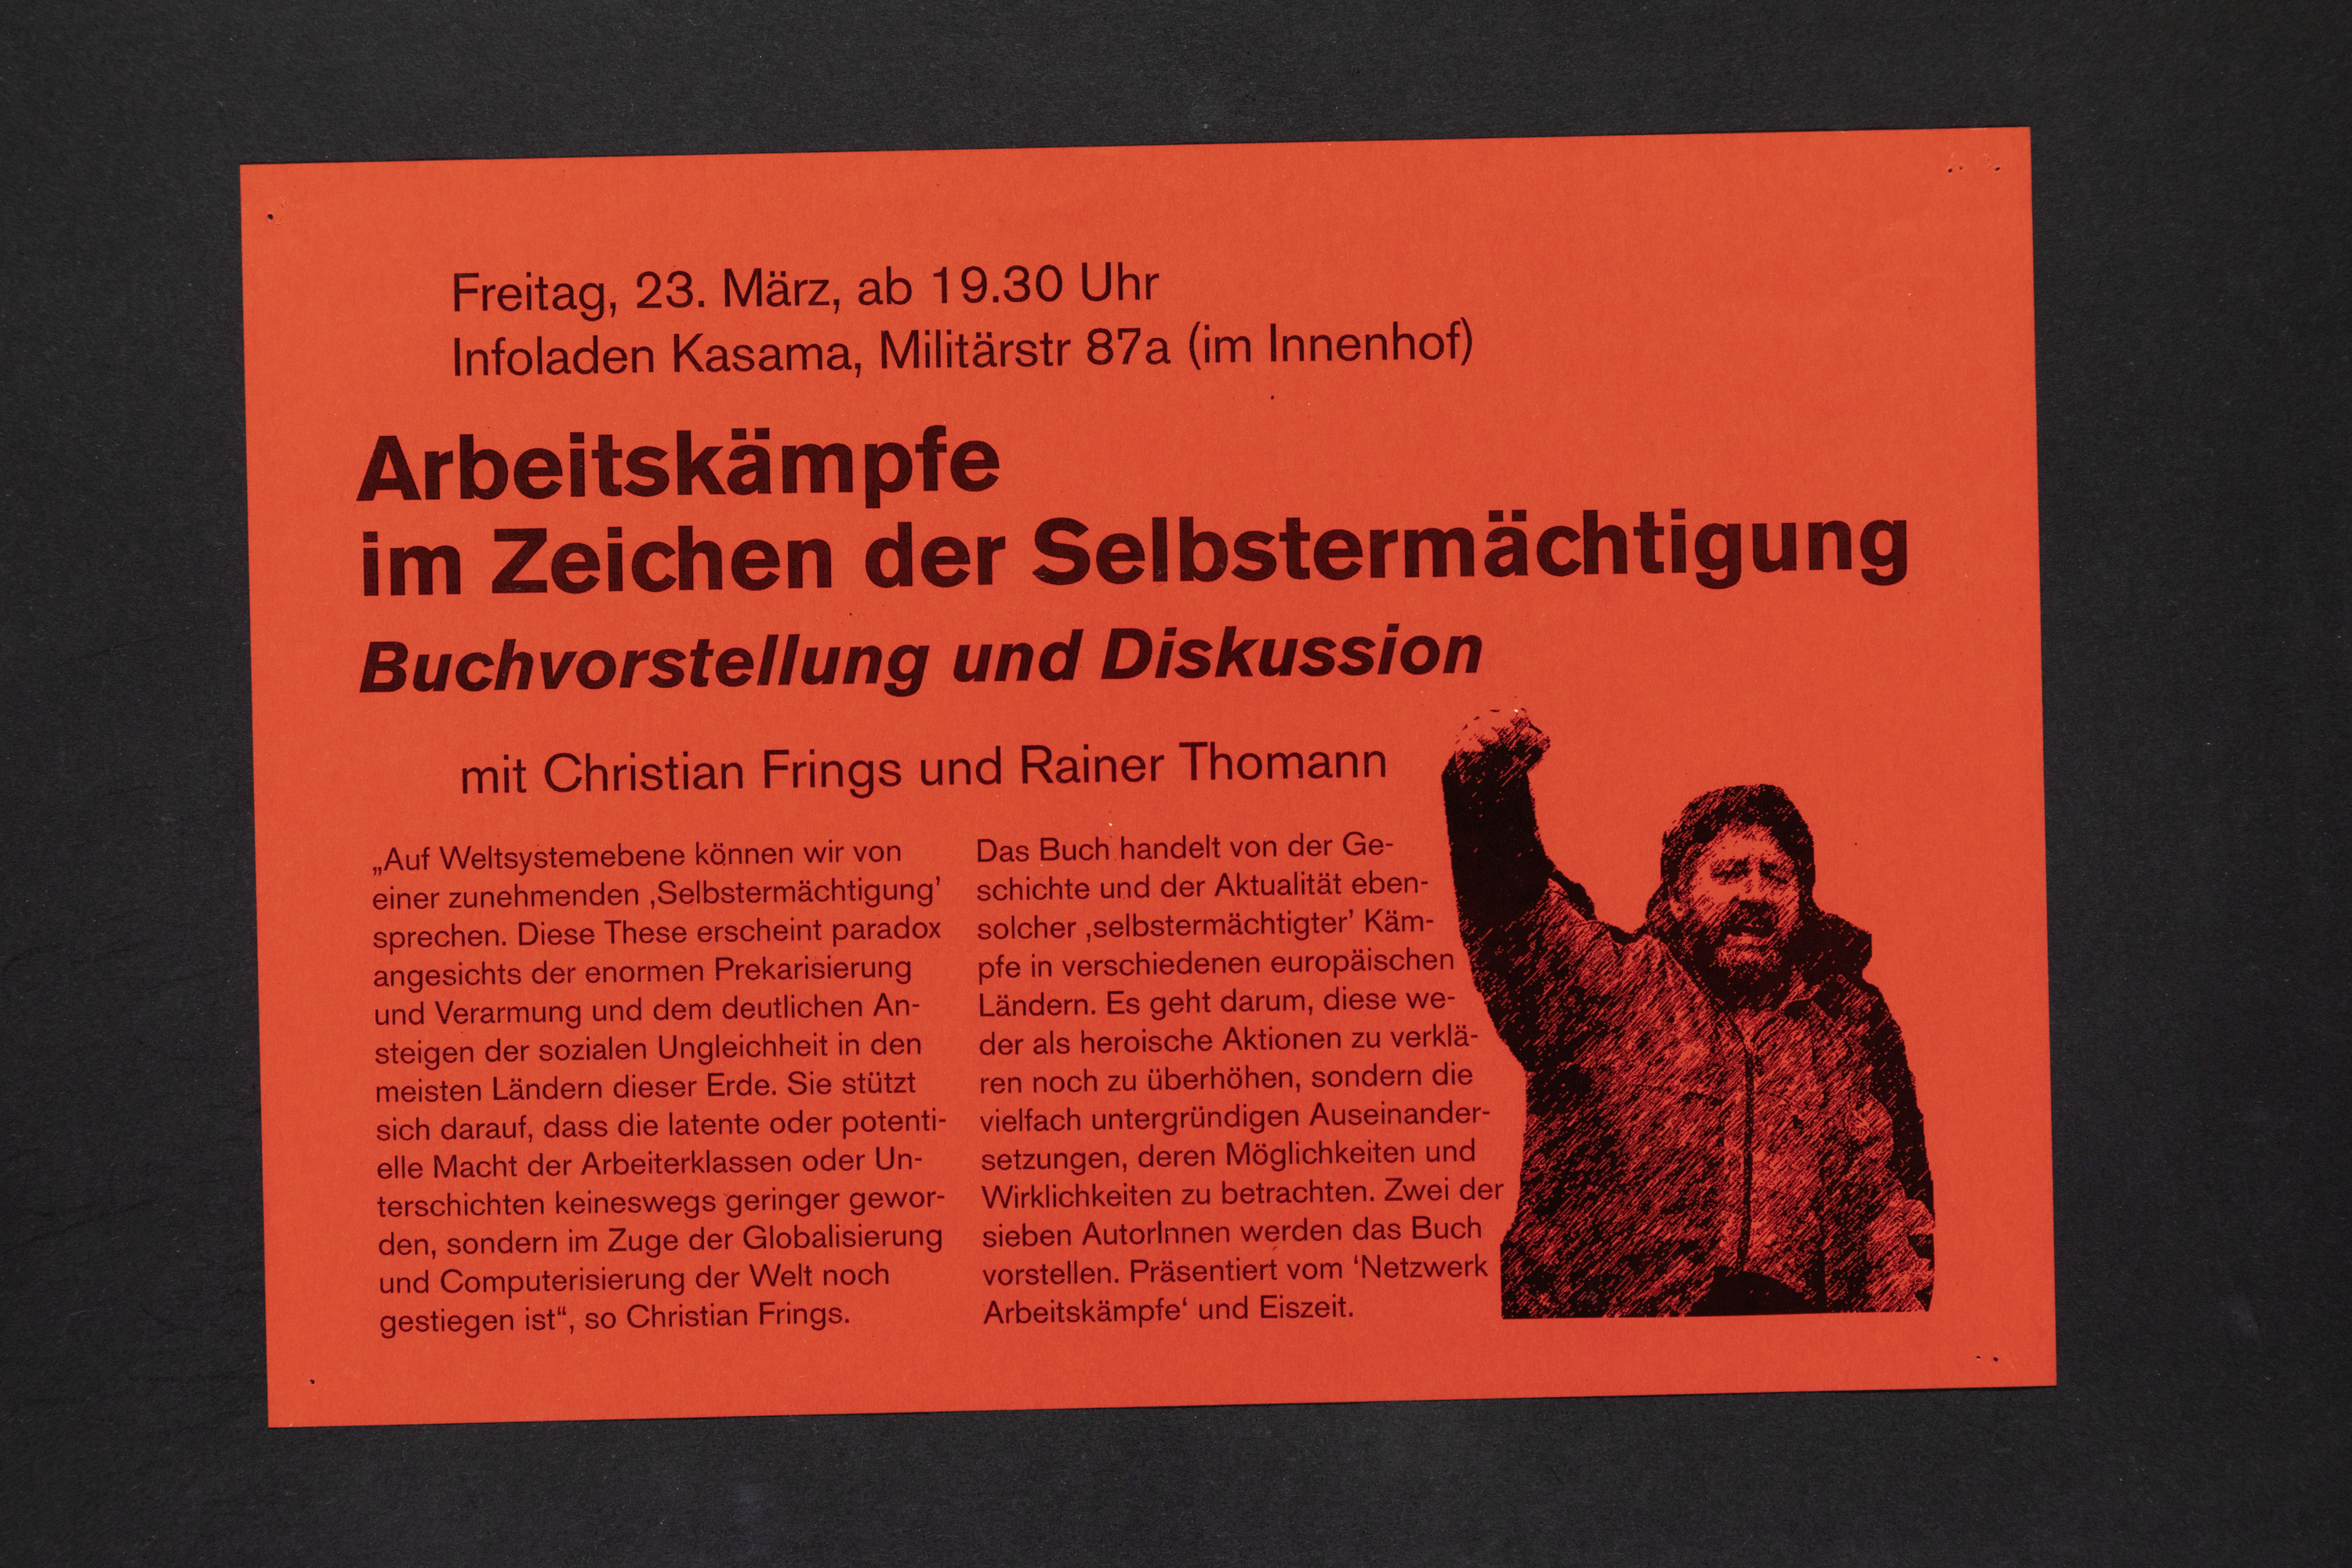 Freitag, 23. März, ab 19.30 Uhr
Infoladen Kasama, Militärstr 87a (im Innenhof)
Arbeitskämpfe
im Zeichen der Selbstermächtigung
Buchvorstellung und Diskussion
mit Christian Frings und Rainer Thomann
„Auf Weltsystemebene können wir von
einer zunehmenden ‚Selbstermächtigung’
sprechen. Diese These erscheint paradox
angesichts der enormen Prekarisierung
und Verarmung und dem deutlichen An-
steigen der sozialen Ungleichheit in den
meisten Ländern dieser Erde. Sie stützt
sich darauf, dass die latente oder potenti-
elle Macht der Arbeiterklassen oder Un-
terschichten keineswegs geringer gewor-
den, sondern im Zuge der Globalisierung
und Computerisierung der Welt noch
gestiegen ist“, so Christian Frings.
Das Buch handelt von der Ge-
schichte und der Aktualität eben-
solcher ‚selbstermächtigter’ Käm-
pfe in verschiedenen europäischen
Ländern. Es geht darum, diese we-
der als heroische Aktionen zu verklä-
ren noch zu überhöhen, sondern die
vielfach untergründigen Auseinander-
setzungen, deren Möglichkeiten und
Wirklichkeiten zu betrachten. Zwei der
sieben AutorInnen werden das Buch
vorstellen. Präsentiert vom ‘Netzwerk
Arbeitskämpfe‘ und Eiszeit.